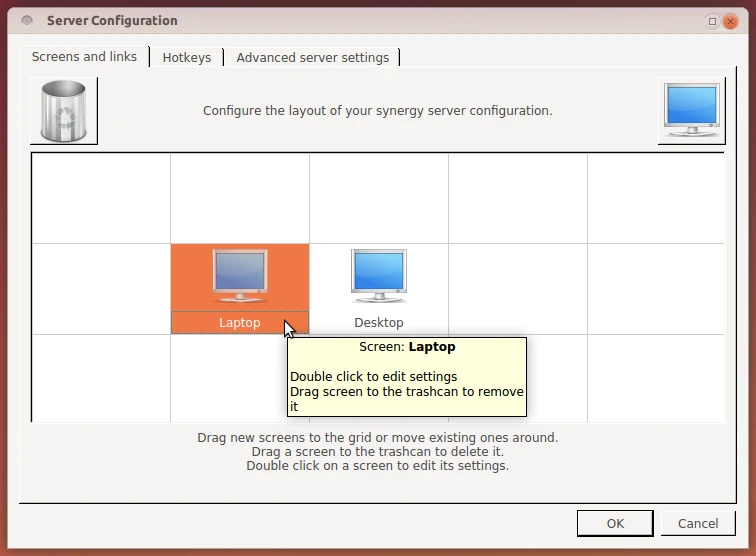 Server Configuration
Screens and links
Hotkeys
Advanced server settings
Configure the layout of your synergy server configuration.
Laptop
Desktop
Screen: Laptop
Double click to edit settings
Drag screen to the trashcan to remove
it
Drag new screens to the grid or move existing ones around.
Drag a screen to the trashcan to delete it.
Double click on a screen to edit its settings.
OK
Cancel